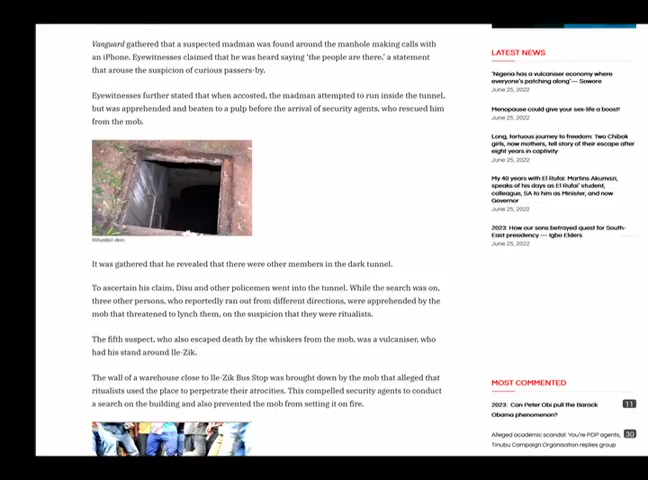 Vanguard gathered that a suspected madman was found around the manhole making calls with
an iPhone. Eyewitnesses claimed that he was heard saying 'the people are there,' a statement
that arouse the suspicion of curious passers-by.
Eyewitnesses further stated that when accosted, the madman attempted to run inside the tunnel,
but was apprehended and beaten to a pulp before the arrival of security agents, who rescued him
from the mob.
Ritualist den
It was gathered that he revealed that there were other members in the dark tunnel.
To ascertain his claim, Disu and other policemen went into the tunnel. While the search was on,
three other persons, who reportedly ran out from different directions, were apprehended by the
mob that threatened to lynch them, on the suspicion that they were ritualists.
The fifth suspect, who also escaped death by the whiskers from the mob, was a vulcaniser, who
had his stand around Ile-Zik.
The wall of a warehouse close to Ile-Zik Bus Stop was brought down by the mob that alleged that
ritualists used the place to perpetrate their atrocities. This compelled security agents to conduct
a search on the building and also prevented the mob from setting it on fire.
LATEST NEWS
'Nigeria has a vulcaniser economy where
everyone's patching along' — Sowore
June 25, 2022
Menopause could give your sex-life a boost!
June 25, 2022
Long, tortuous journey to freedom: Two Chibok
girls, now mothers, tell story of their escape after
eight years in captivity
June 25, 2022
My 40 years with El Rufai: Martins Akumazi,
speaks of his days as El Rufai' student,
colleague, SA to him as Minister, and now
Governor
June 25, 2022
2023: How our sons betrayed quest for South-
East presidency — Igbo Elders
June 25, 2022
MOST COMMENTED
2023: Can Peter Obi pull the Barack 11
Obama phenomenon?
Alleged academic scandal: You're PDP agents, 30
Tinubu Campaign Organisation replies group